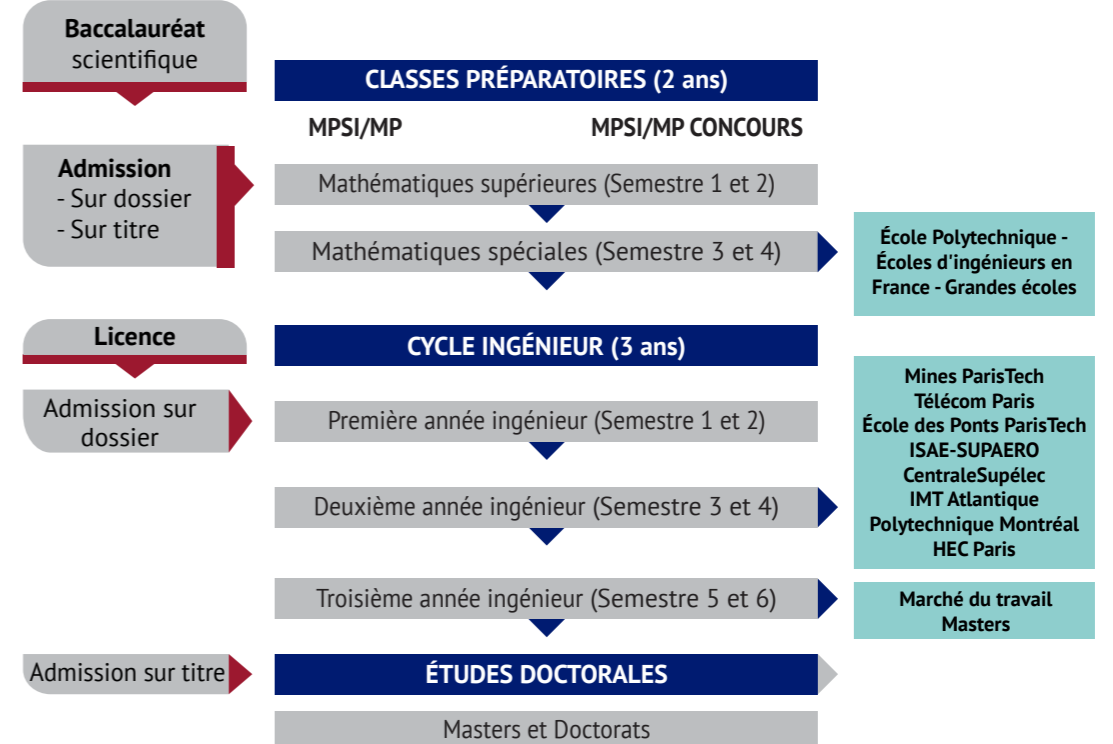 Baccalauréat
scientifique
CLASSES PRÉPARATOIRES (2 ans)
MPSI/MP
MPSI/MP CONCOURS
Admission
- Sur dossier
- Sur titre
Mathématiques supérieures (Semestre 1 et 2)
Mathématiques spéciales (Semestre 3 et 4)
École Polytechnique -
Écoles d'ingénieurs en
France - Grandes écoles
Licence
CYCLE INGÉNIEUR (3 ans)
Admission sur
dossier
Première année ingénieur (Semestre 1 et 2)
Deuxième année ingénieur (Semestre 3 et 4)
Mines ParisTech
Télécom Paris
École des Ponts ParisTech
ISAE-SUPAERO
CentraleSupélec
IMT Atlantique
Polytechnique Montréal
HEC Paris
Troisième année ingénieur (Semestre 5 et 6)
Marché du travail
Masters
Admission sur titre
ÉTUDES DOCTORALES
Masters et Doctorats